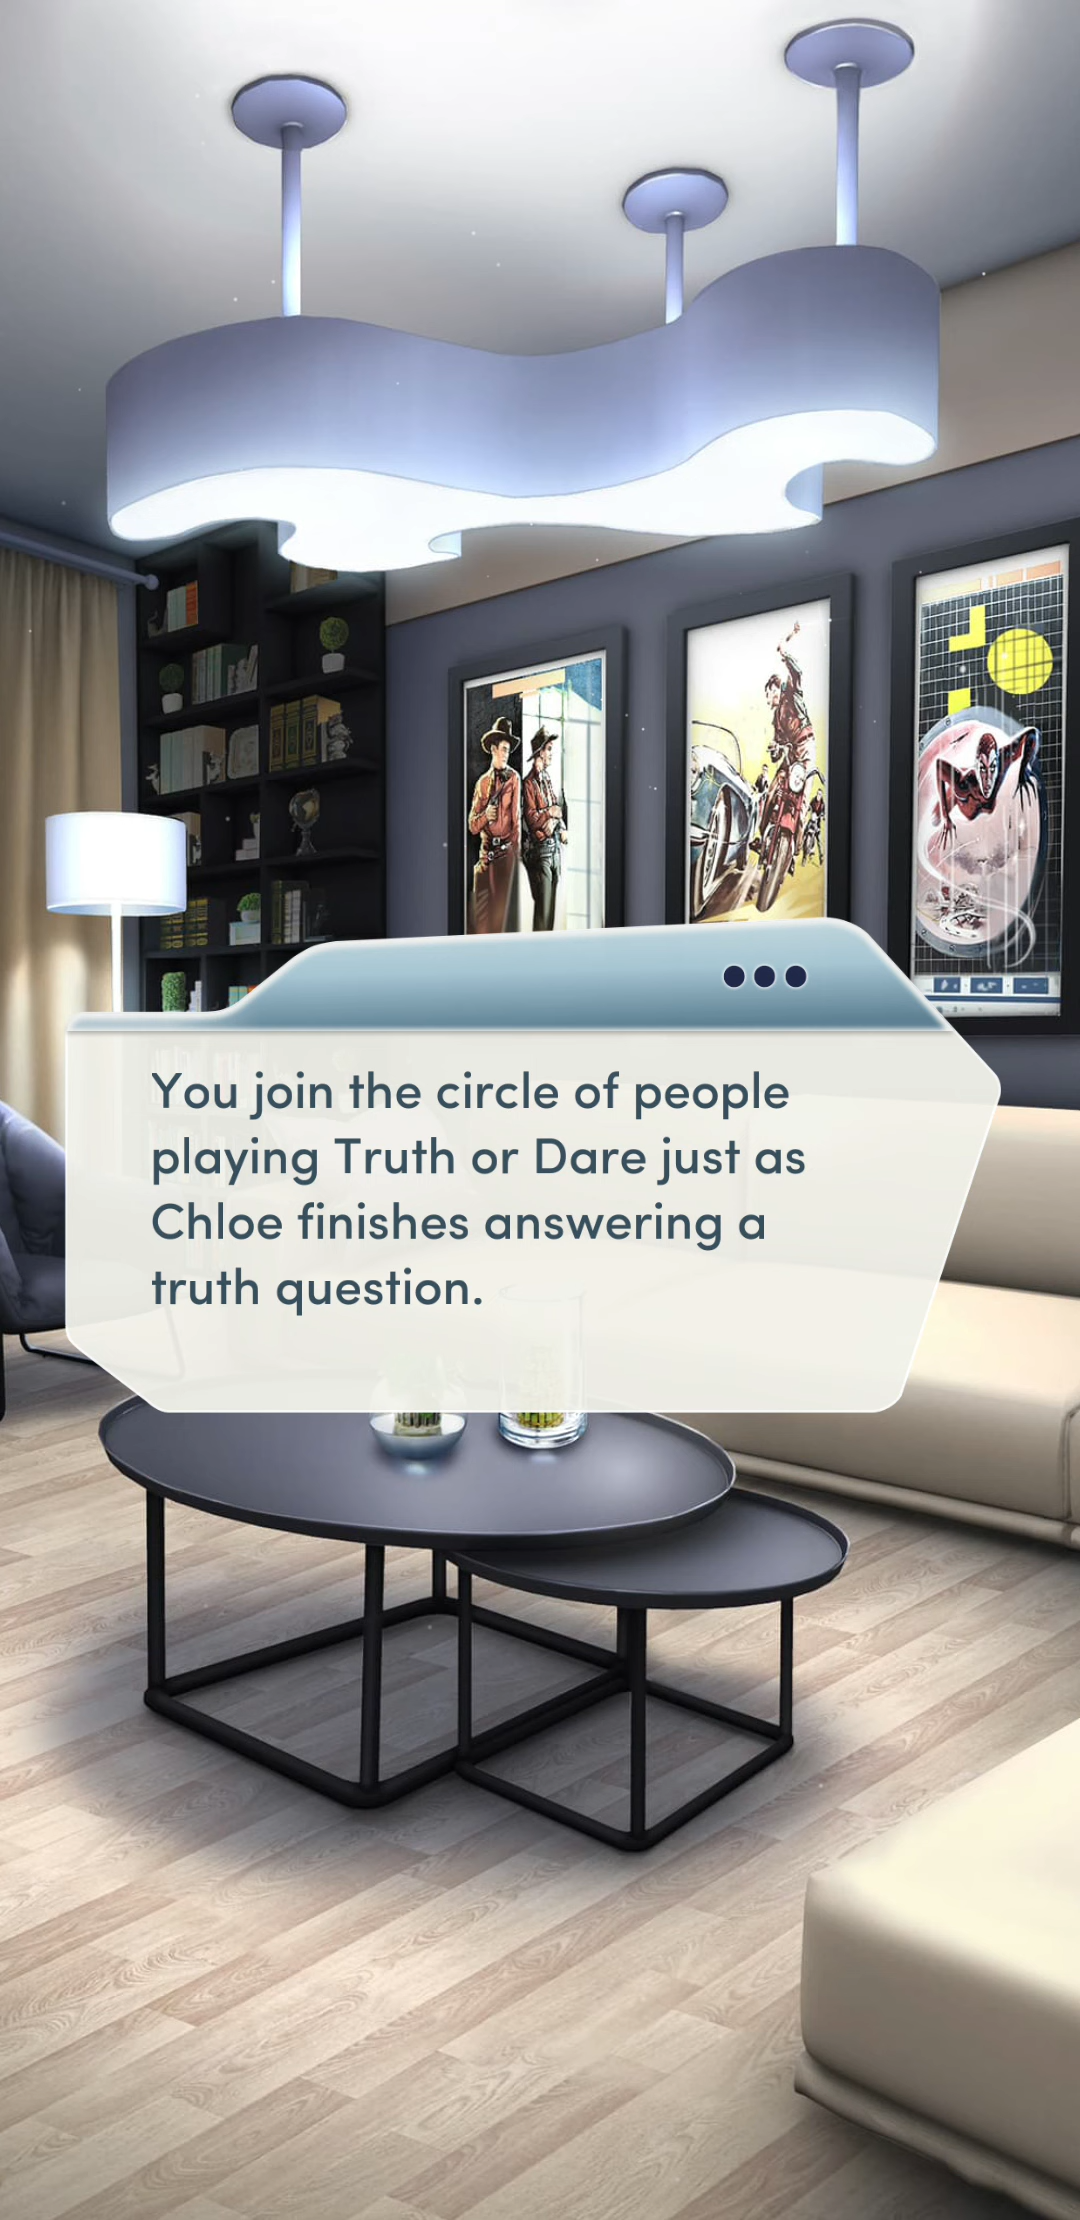 You join the circle of people
playing Truth or Dare just as
Chloe finishes answering a
truth question.